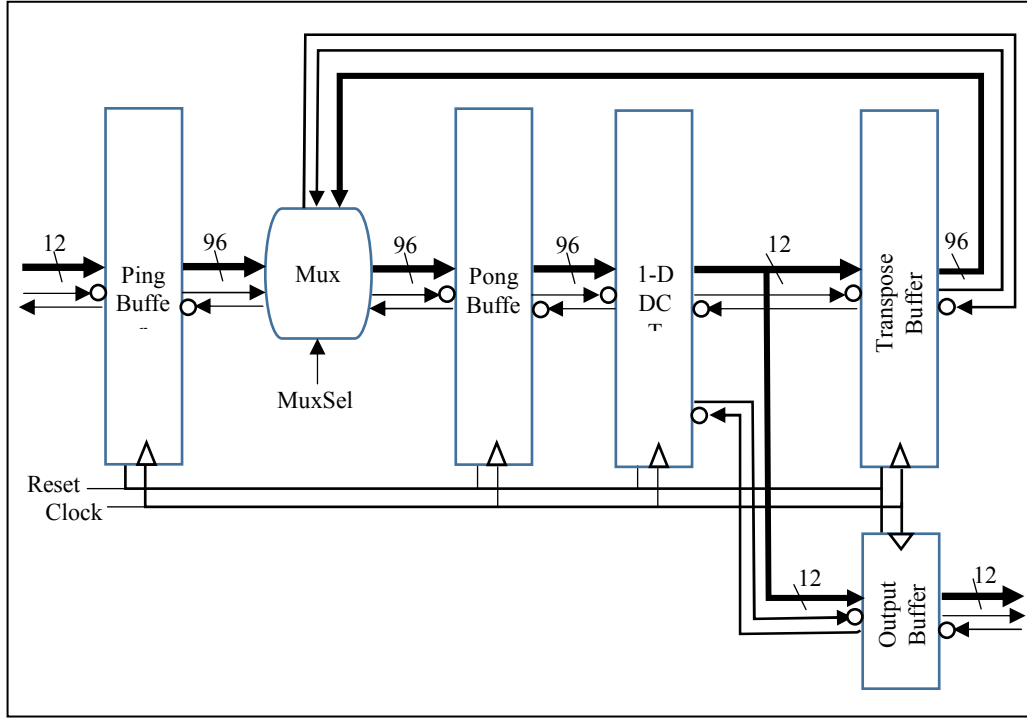 12
Ping
Buffe
96
Mux
MuxSel
96
Pong
Buffe
96
1-D
DC
T
12
Transpose
Buffer
96
Reset
Clock
12
Output
Buffer
12